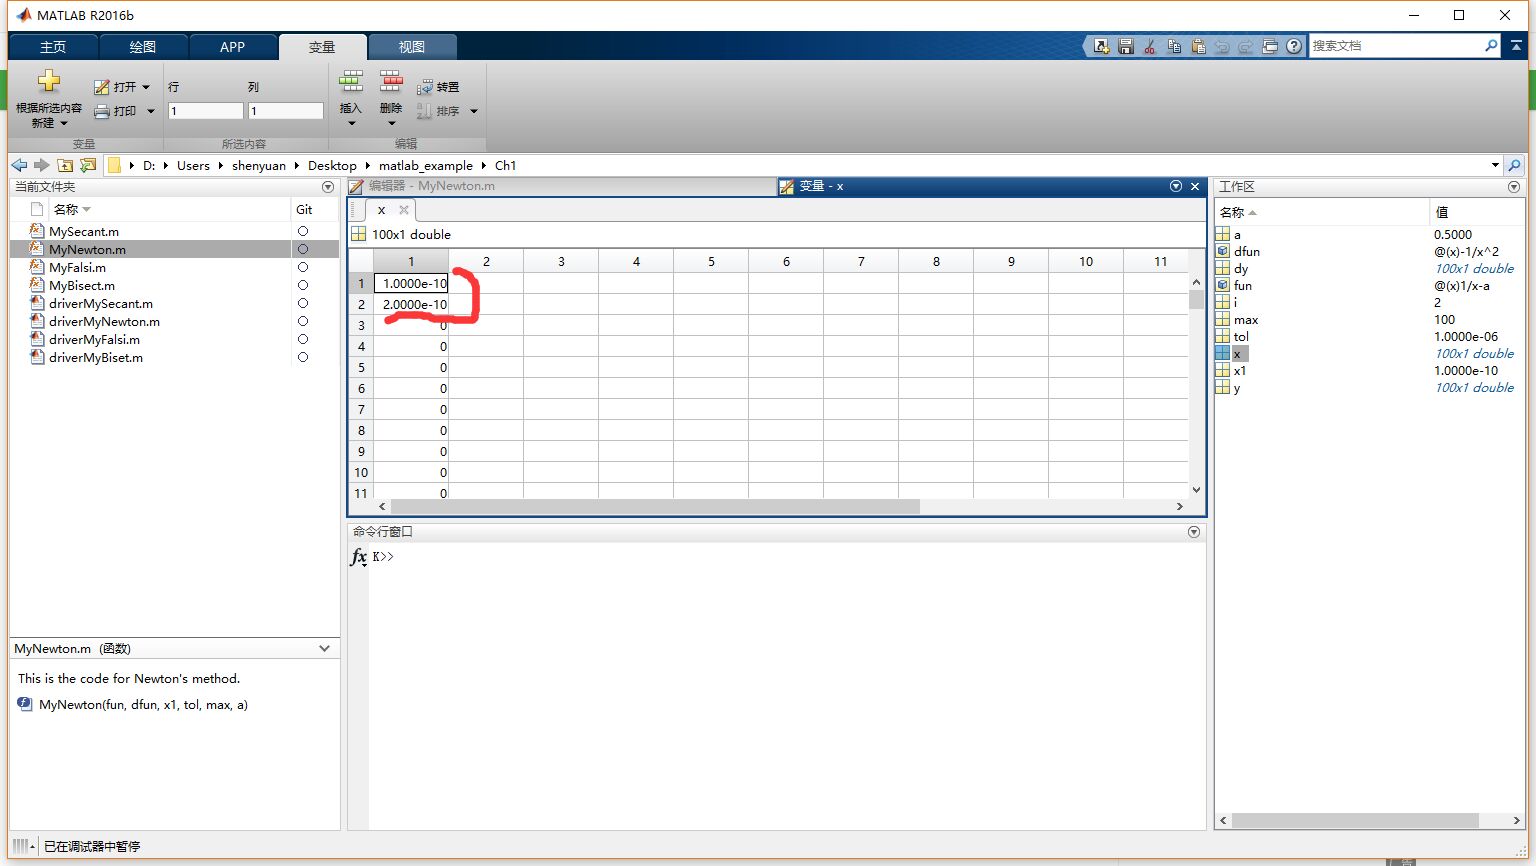 MATLAB R2016b
主页 绘图 APP 变量 视图
搜索文档
根据所选内容
新建
打开
打印
行 列
1 1
插入
删除
转置
排序
变量 所选内容 编辑
D: Users shenyuan Desktop matlab_example Ch1
当前文件夹
名称 Git
MySecant.m
MyNewton.m
MyFalsi.m
MyBisect.m
driverMySecant.m
driverMyNewton.m
driverMyFalsi.m
driverMyBiset.m
MyNewton.m (函数)
This is the code for Newton's method.
MyNewton(fun, dfun, x1, tol, max, a)
编辑器 - MyNewton.m
变量 - x
x
100x1 double
1 2 3 4 5 6 7 8 9 10 11
1 1.0000e-10
2 2.0000e-10
3 0
4 0
5 0
6 0
7 0
8 0
9 0
10 0
11 0
命令行窗口
fx K>>
工作区
名称 值
a 0.5000
dfun @(x)-1/x^2
dy 100x1 double
fun @(x)1/x-a
i 2
max 100
tol 1.0000e-06
x 100x1 double
x1 1.0000e-10
y 100x1 double
已在调试器中暂停